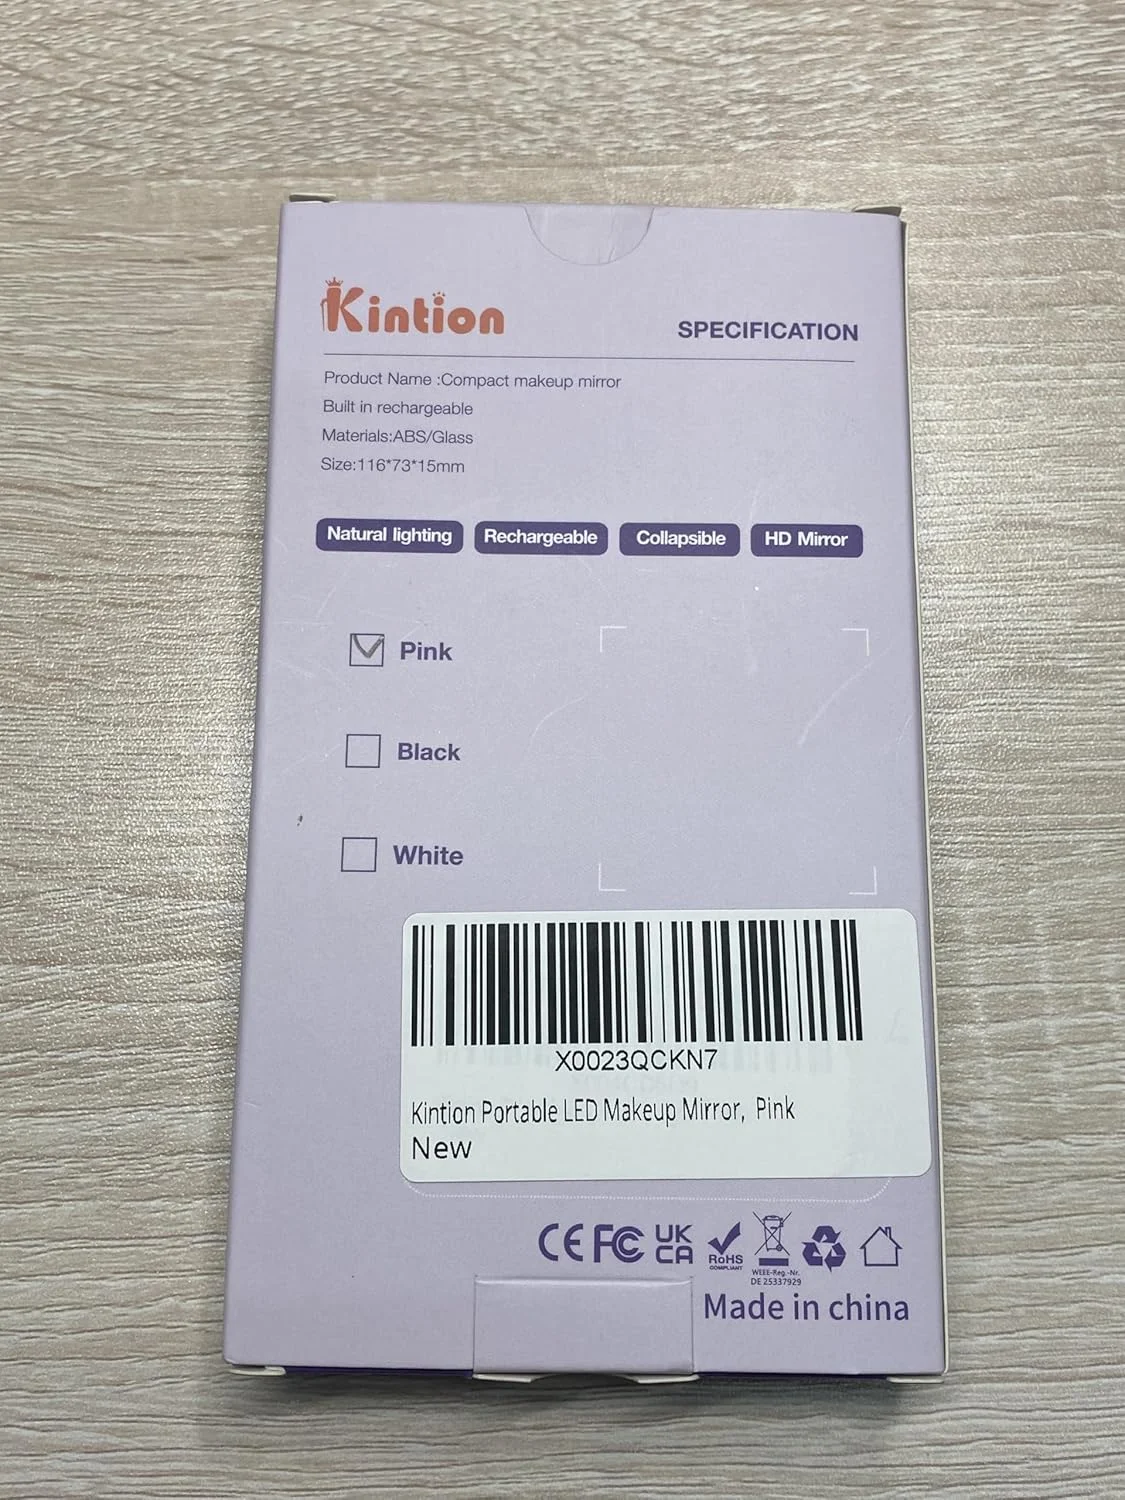 Kintion
SPECIFICATION
Product Name :Compact makeup mirror
Built in rechargeable
Materials:ABS/Glass
Size:116*73*15mm
Natural lighting Rechargeable Collapsible HD Mirror
Pink
Black
White
X0023QCKN7
Kintion Portable LED Makeup Mirror, Pink
New
CE FC UK
CA
RoHS
COMPLIANT
WEEE-Reg.-Nr.
DE 25337929
Made in china